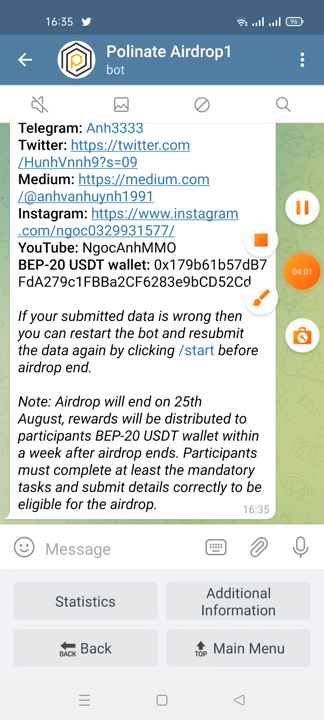 16:35
96
Polinate Airdrop1
bot
Telegram: Anh3333
Twitter: https://twitter.com
/HunhVnnh9?s=09
Medium: https://medium.com
/@anhvanhuynh1991
Instagram: https://www.instagram
.com/ngoc0329931577/
YouTube: NgocAnhMMO
BEP-20 USDT wallet: 0x179b61b57dB7
FdA279c1FBBa2CF6283e9bCD52Cd
04:01
If your submitted data is wrong then
you can restart the bot and resubmit
the data again by clicking /start before
airdrop end.
Note: Airdrop will end on 25th
August, rewards will be distributed to
participants BEP-20 USDT wallet within
a week after airdrop ends. Participants
must complete at least the mandatory
tasks and submit details correctly to be
eligible for the airdrop.
16:35
Message
Statistics
Additional
Information
BACK Back
TOP Main Menu